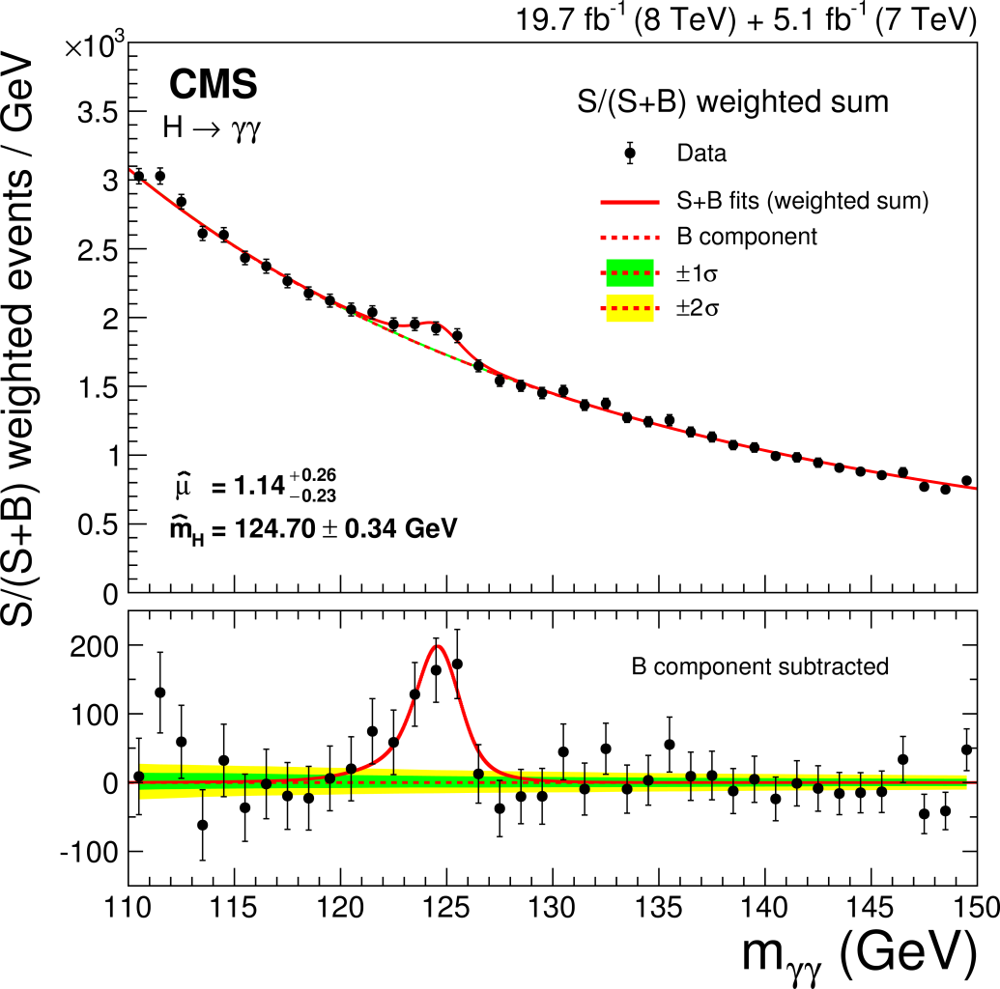 19.7 fb⁻¹ (8 TeV) + 5.1 fb⁻¹ (7 TeV)
×10³
S/(S+B) weighted events / GeV
CMS
H → γγ
S/(S+B) weighted sum
Data
S+B fits (weighted sum)
B component
±1σ
±2σ
3.5
3
2.5
2
1.5
1
0.5
0
μ̂ = 1.14 +0.26 −0.23
m̂H = 124.70 ± 0.34 GeV
B component subtracted
200
100
0
-100
110 115 120 125 130 135 140 145 150
mγγ (GeV)